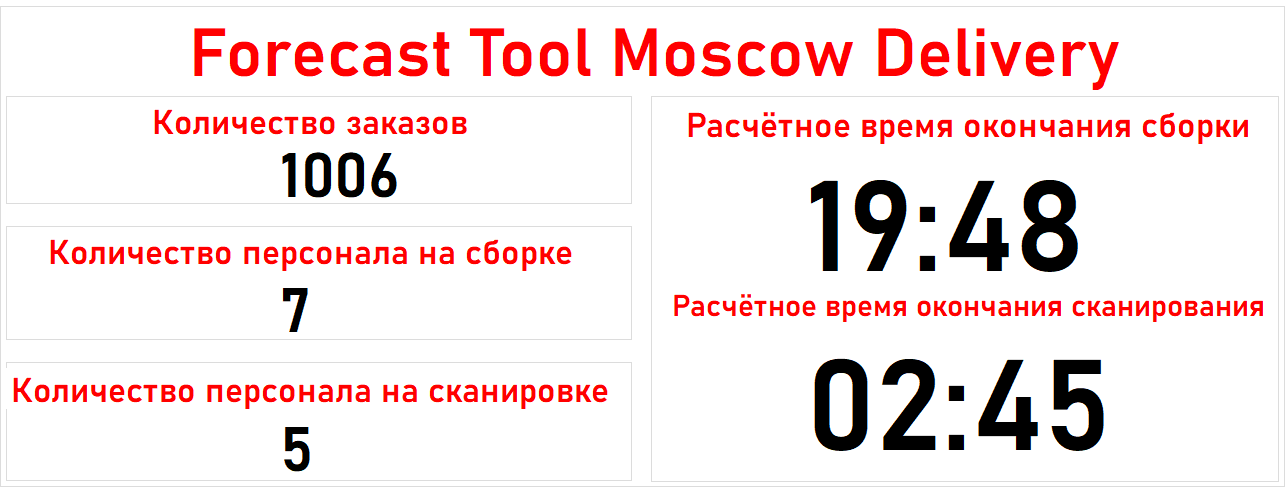 Forecast Tool Moscow Delivery
Количество заказов
1006
Количество персонала на сборке
7
Количество персонала на сканировке
5
Расчётное время окончания сборки
19:48
Расчётное время окончания сканирования
02:45